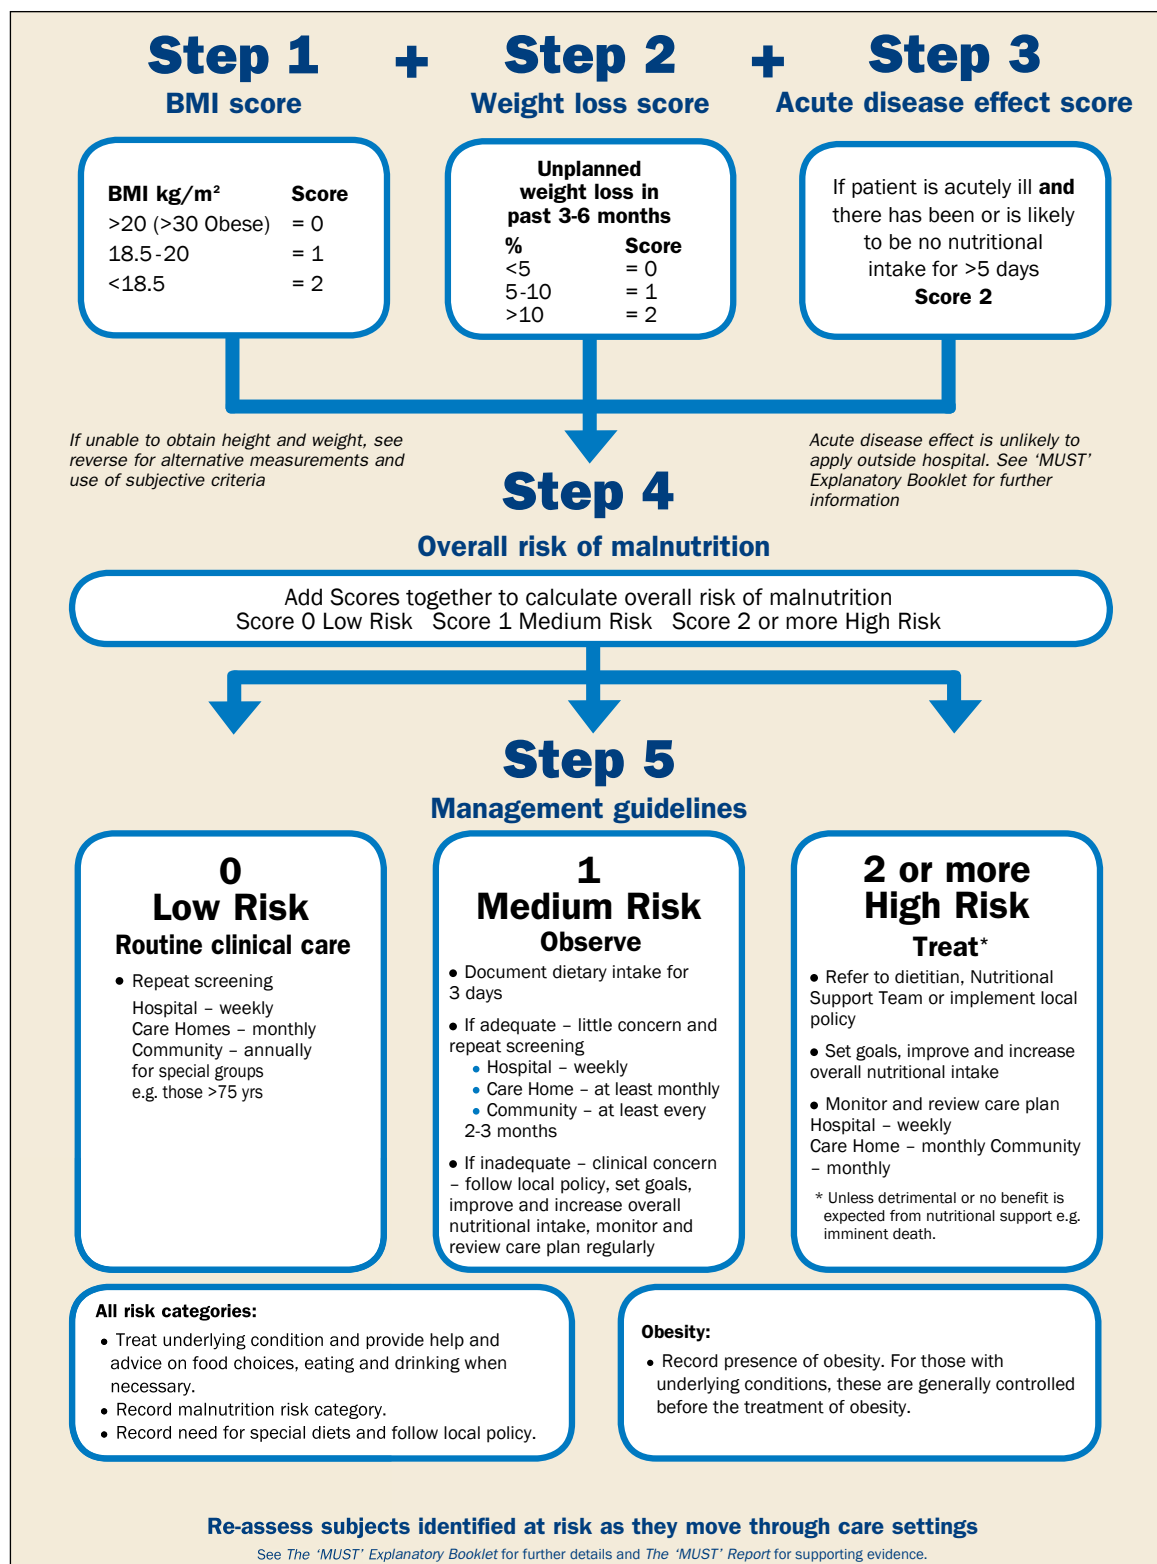 Step 1 + Step 2 + Step 3
BMI score
Weight loss score
Acute disease effect score
BMI kg/m² Score
>20 (>30 Obese) = 0
18.5-20 = 1
<18.5 = 2
Unplanned
weight loss in
past 3-6 months
% Score
<5 = 0
5-10 = 1
>10 = 2
If patient is acutely ill and
there has been or is likely
to be no nutritional
intake for >5 days
Score 2
If unable to obtain height and weight, see
reverse for alternative measurements and
use of subjective criteria
Acute disease effect is unlikely to
apply outside hospital. See ‘MUST’
Explanatory Booklet for further
information
Step 4
Overall risk of malnutrition
Add Scores together to calculate overall risk of malnutrition
Score 0 Low Risk Score 1 Medium Risk Score 2 or more High Risk
Step 5
Management guidelines
0
Low Risk
Routine clinical care
• Repeat screening
Hospital – weekly
Care Homes – monthly
Community – annually
for special groups
e.g. those >75 yrs
1
Medium Risk
Observe
• Document dietary intake for
3 days
• If adequate – little concern and
repeat screening
• Hospital – weekly
• Care Home – at least monthly
• Community – at least every
2-3 months
• If inadequate – clinical concern
– follow local policy, set goals,
improve and increase overall
nutritional intake, monitor and
review care plan regularly
2 or more
High Risk
Treat*
• Refer to dietitian, Nutritional
Support Team or implement local
policy
• Set goals, improve and increase
overall nutritional intake
• Monitor and review care plan
Hospital – weekly
Care Home – monthly Community
– monthly
* Unless detrimental or no benefit is
expected from nutritional support e.g.
imminent death.
All risk categories:
• Treat underlying condition and provide help and
advice on food choices, eating and drinking when
necessary.
• Record malnutrition risk category.
• Record need for special diets and follow local policy.
Obesity:
• Record presence of obesity. For those with
underlying conditions, these are generally controlled
before the treatment of obesity.
Re-assess subjects identified at risk as they move through care settings
See The ‘MUST’ Explanatory Booklet for further details and The ‘MUST’ Report for supporting evidence.